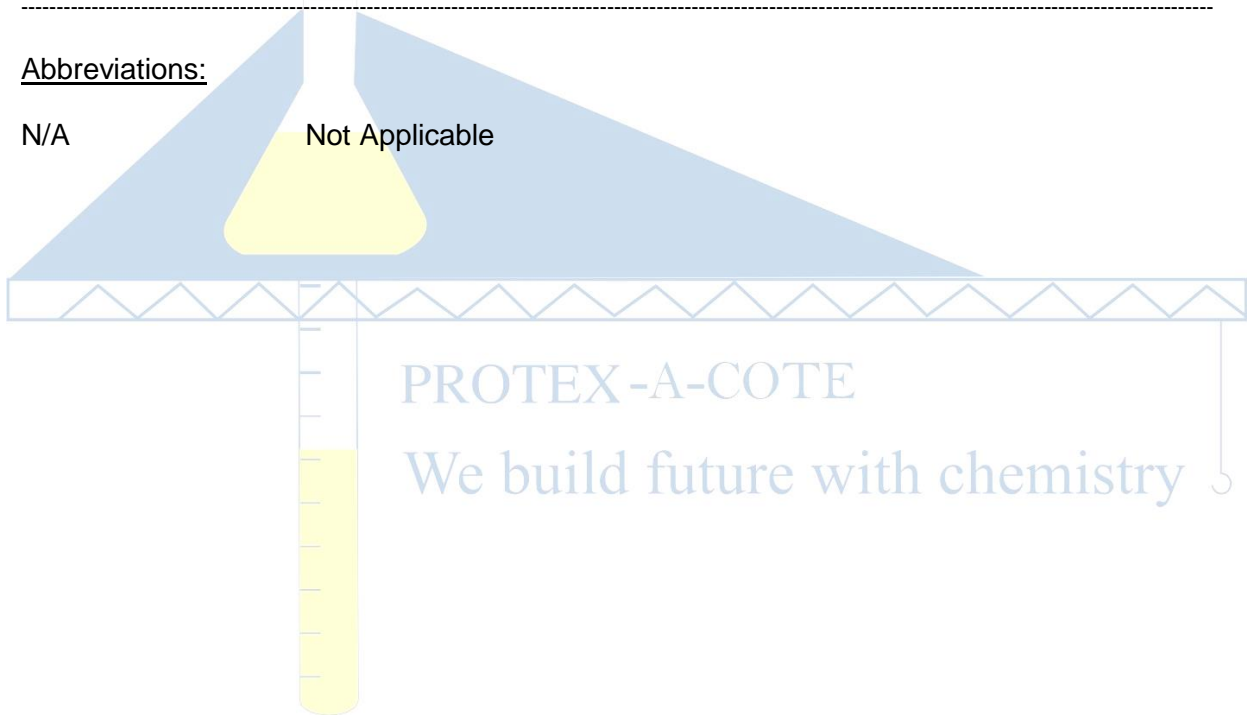 Abbreviations:
N/A Not Applicable
PROTEX-A-COTE
We build future with chemistry